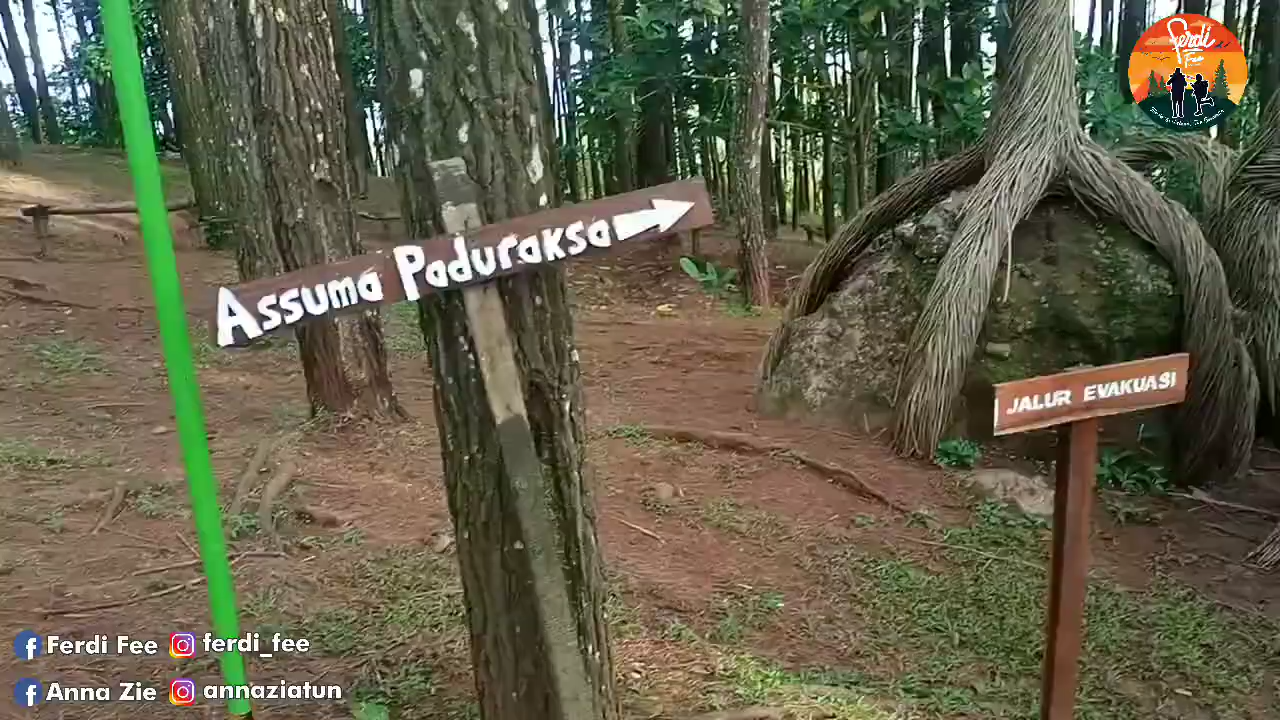 Ferdi
Assuma Paduraksa
JALUR EVAKUASI
Ferdi Fee ferdi_fee
Anna Zie annaziatun